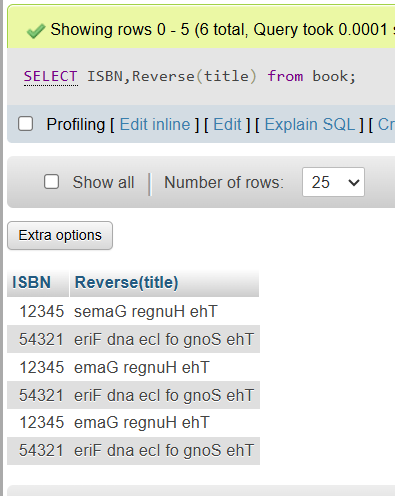 Showing rows 0 - 5 (6 total, Query took 0.0001 s
SELECT ISBN,Reverse(title) from book;
Profiling [ Edit inline ] [ Edit ] [ Explain SQL ] [ Cr
Show all Number of rows: 25
Extra options
ISBN Reverse(title)
12345 semaG regnuH ehT
54321 eriF dna ecI fo gnoS ehT
12345 emaG regnuH ehT
54321 eriF dna ecI fo gnoS ehT
12345 emaG regnuH ehT
54321 eriF dna ecI fo gnoS ehT